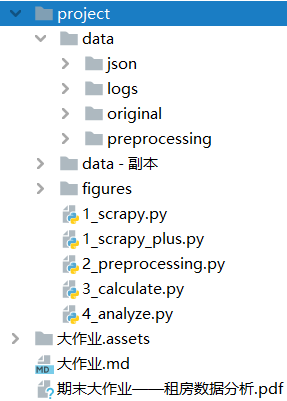 project
data
json
logs
original
preprocessing
data - 副本
figures
1_scrapy.py
1_scrapy_plus.py
2_preprocessing.py
3_calculate.py
4_analyze.py
大作业.assets
MD 大作业.md
期末大作业——租房数据分析.pdf